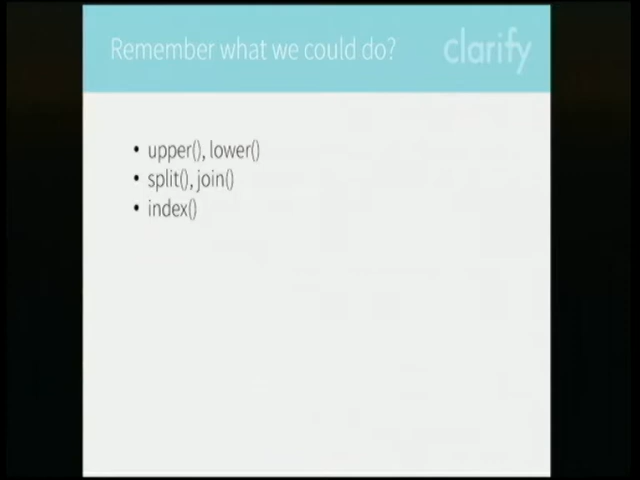 Remember what we could do?
clarify
• upper(), lower()
• split(), join()
• index()